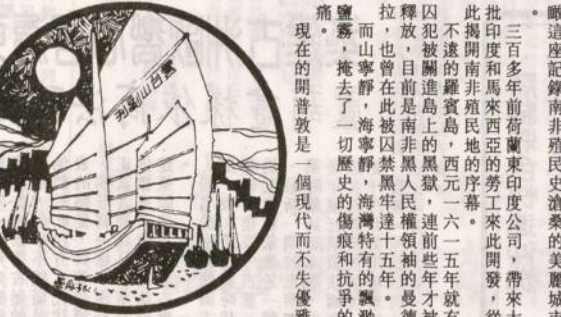 瞰這座記錄南非殖民史滄桑的美麗城市
。
三百多年前荷蘭東印度公司，帶來大
批印度和馬來西亞的勞工來此開發，從
此揭開南非殖民地的序幕。
不遠的羅賓島，西元一六一五年就有
囚犯被關進島上的黑獄，連前些年才被
釋放，目前是南非黑人民權領袖的曼德
拉，也曾在此被囚禁黑牢達十五年。
而山寧靜，海寧靜，海灣特有的飄渺
鹽霧，掩去了一切歷史的傷痕和抗爭的
痛。
現在的開普敦是一個現代而不失優雅